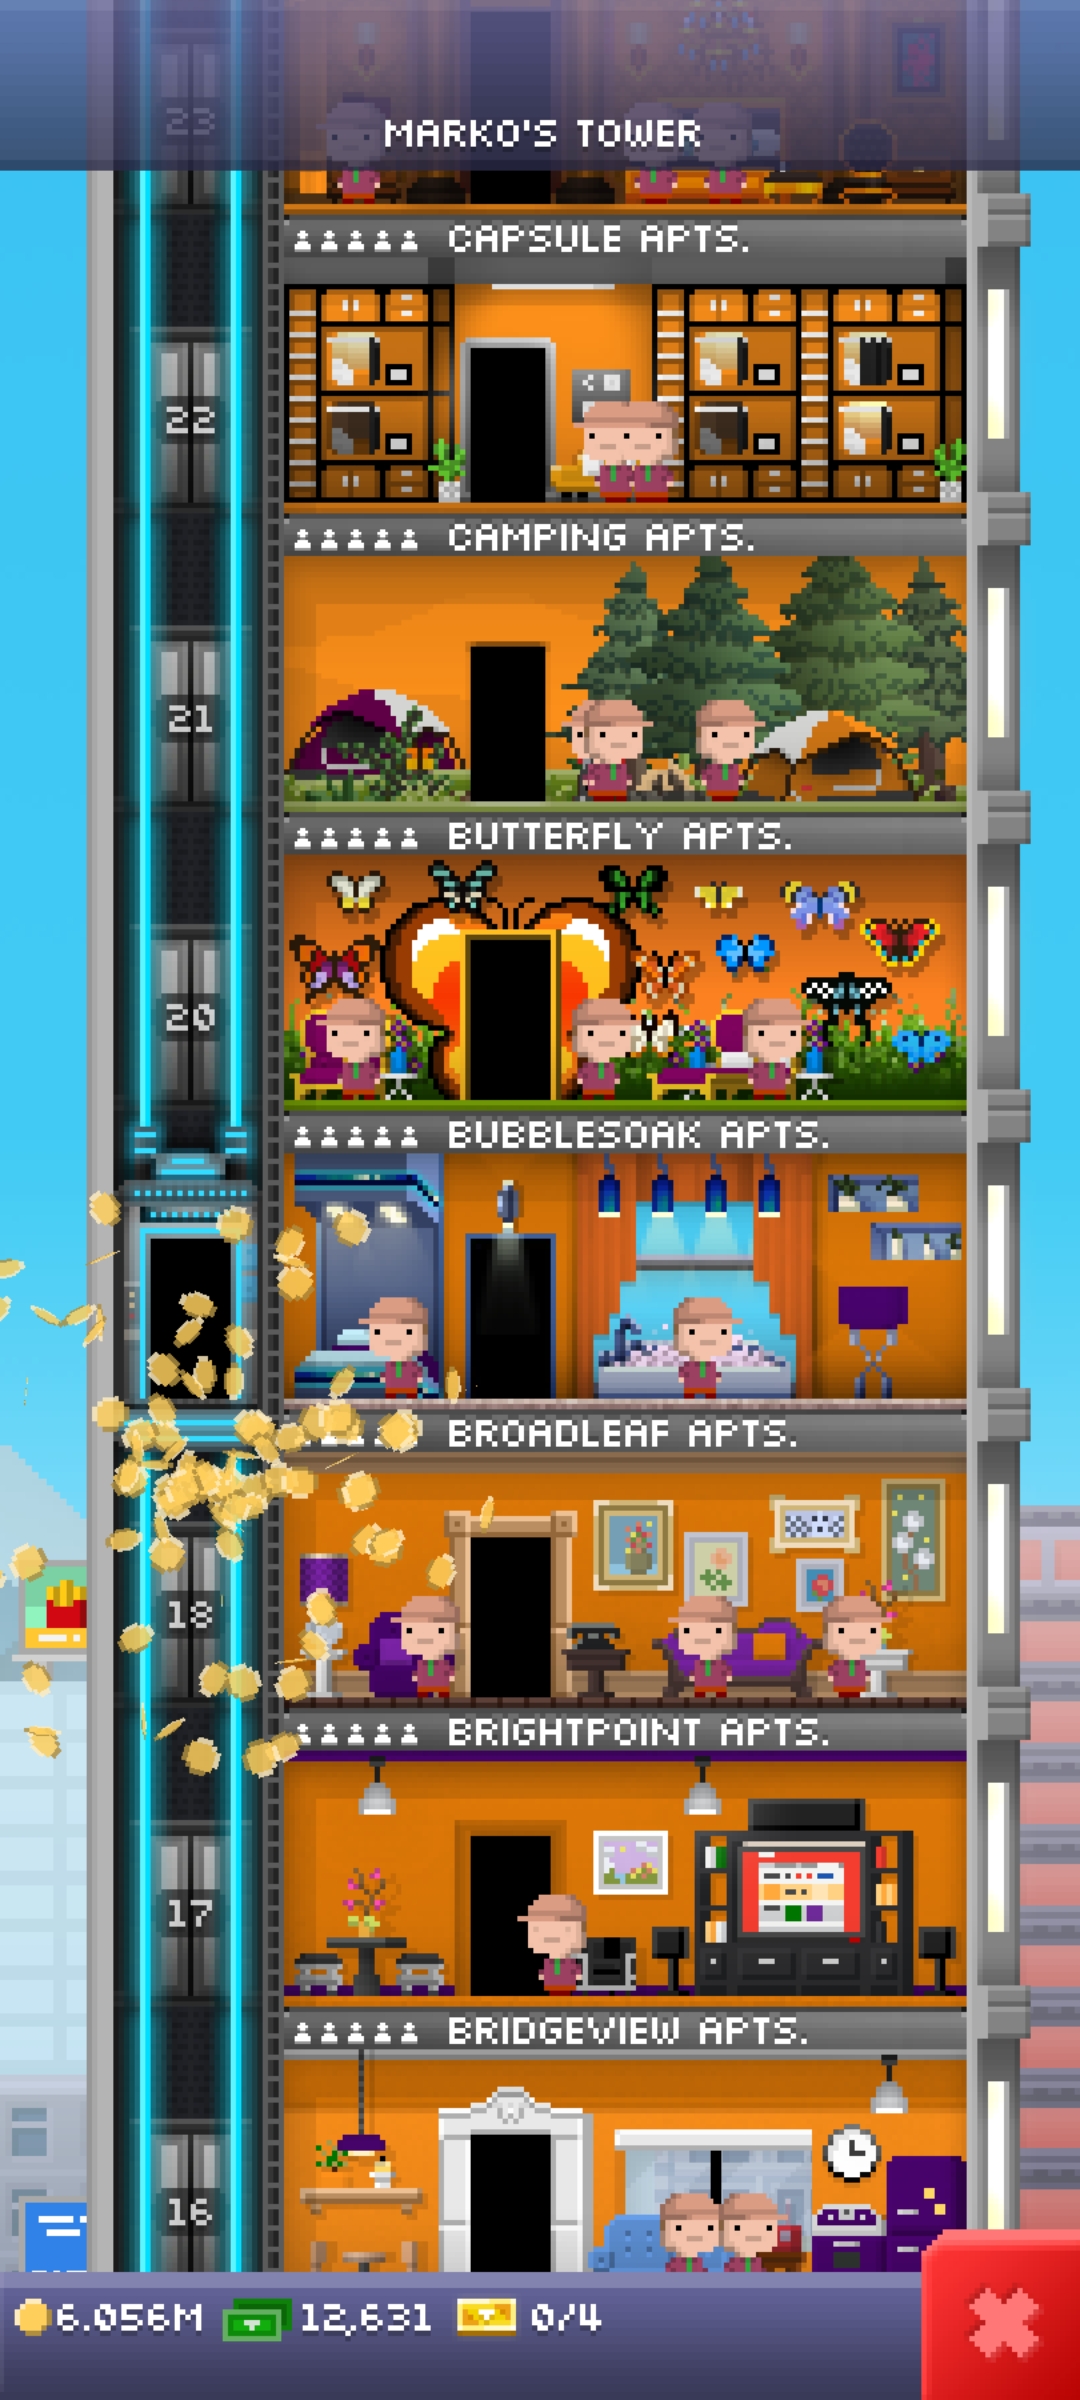 23
MARKO'S TOWER
CAPSULE APTS.
22
CAMPING APTS.
21
BUTTERFLY APTS.
20
BUBBLESOAK APTS.
BROADLEAF APTS.
18
BRIGHTPOINT APTS.
17
BRIDGEVIEW APTS.
16
6.056M 12,631 0/4